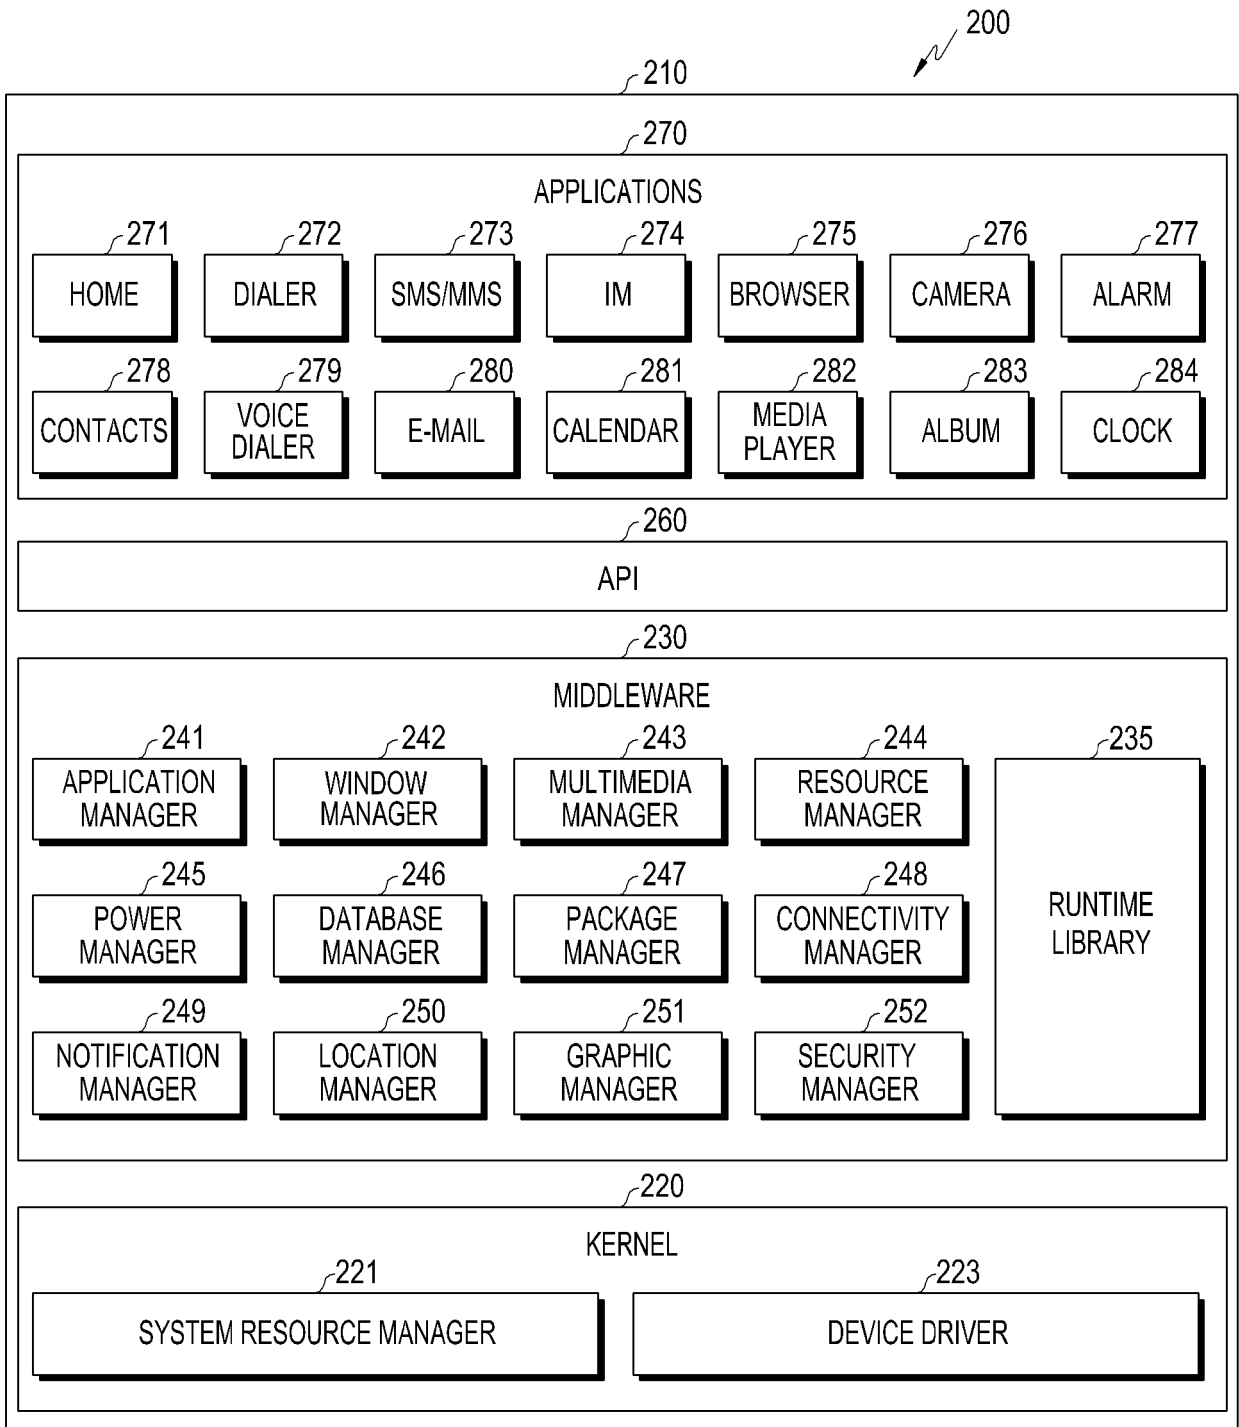 200
210
270
APPLICATIONS
271 272 273 274 275 276 277
HOME DIALER SMS/MMS IM BROWSER CAMERA ALARM
278 279 280 281 282 283 284
CONTACTS VOICE DIALER E-MAIL CALENDAR MEDIA PLAYER ALBUM CLOCK
260
API
230
MIDDLEWARE
241 242 243 244 235
APPLICATION MANAGER WINDOW MANAGER MULTIMEDIA MANAGER RESOURCE MANAGER
245 246 247 248
POWER MANAGER DATABASE MANAGER PACKAGE MANAGER CONNECTIVITY MANAGER RUNTIME LIBRARY
249 250 251 252
NOTIFICATION MANAGER LOCATION MANAGER GRAPHIC MANAGER SECURITY MANAGER
220
KERNEL
221 223
SYSTEM RESOURCE MANAGER DEVICE DRIVER